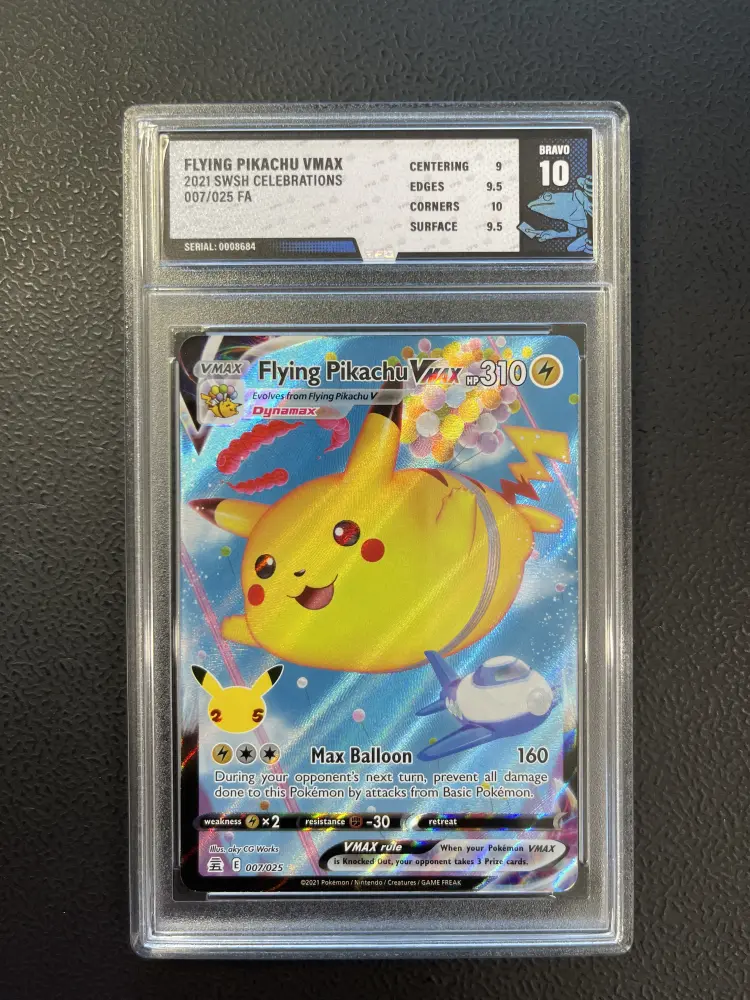 FLYING PIKACHU VMAX
2021 SWSH CELEBRATIONS
007/025 FA
SERIAL: 0008684
CENTERING 9
EDGES 9.5
CORNERS 10
SURFACE 9.5
BRAVO
10
VMAX
Flying Pikachu VMAX HP310
Evolves from Flying Pikachu V
Dynamax
25
Max Balloon 160
During your opponent's next turn, prevent all damage
done to this Pokémon by attacks from Basic Pokémon.
weakness ×2 resistance -30 retreat
Illus. aky CG Works
E 007/025
VMAX rule When your Pokémon VMAX
is Knocked Out, your opponent takes 3 Prize cards.
©2021 Pokémon / Nintendo / Creatures / GAME FREAK